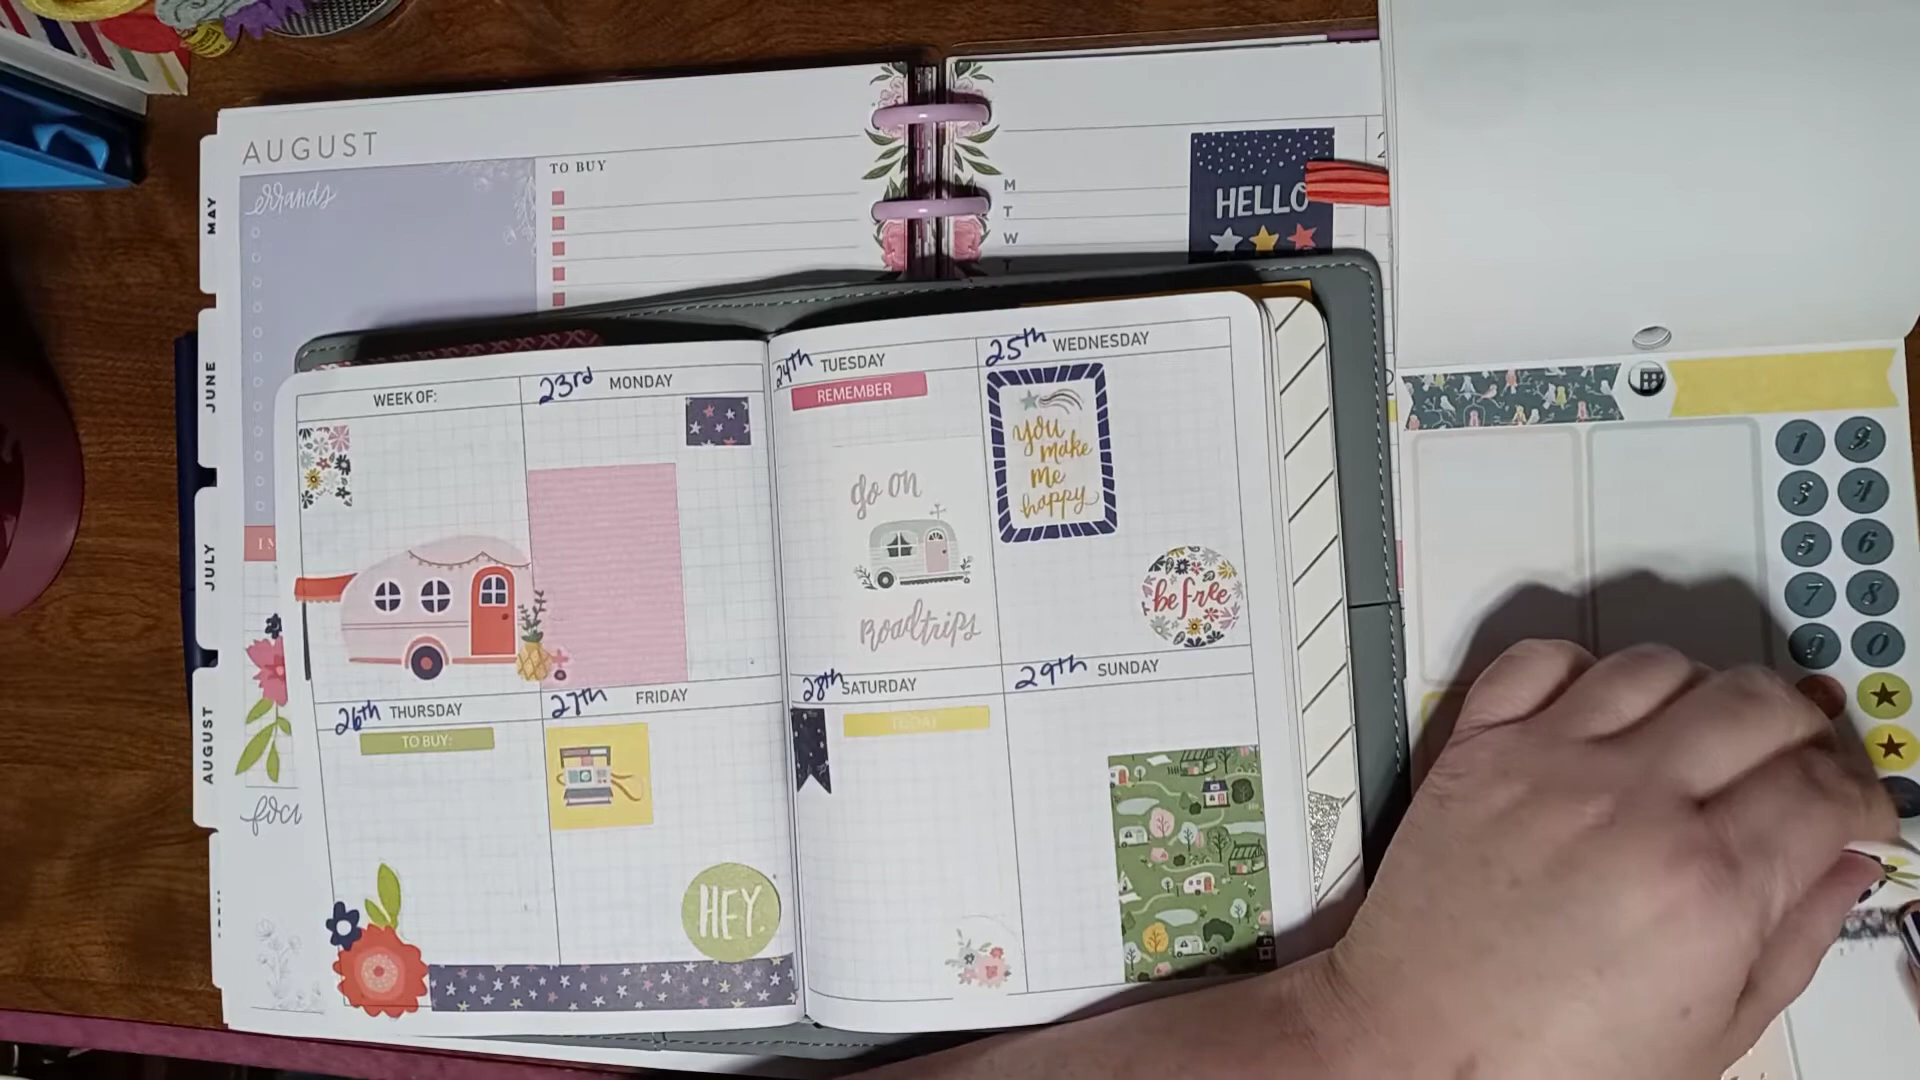 AUGUST
errands
TO BUY
M
T
W
T
HELLO
MAY
JUNE
JULY
AUGUST
WEEK OF:
23rd MONDAY
24th TUESDAY
REMEMBER
go on
Roadtrips
25th WEDNESDAY
you
make
me
happy
be free
26th THURSDAY
TO BUY:
27th FRIDAY
HEY.
28th SATURDAY
TODAY
29th SUNDAY
1 2
3 4
5 6
7 8
9 0